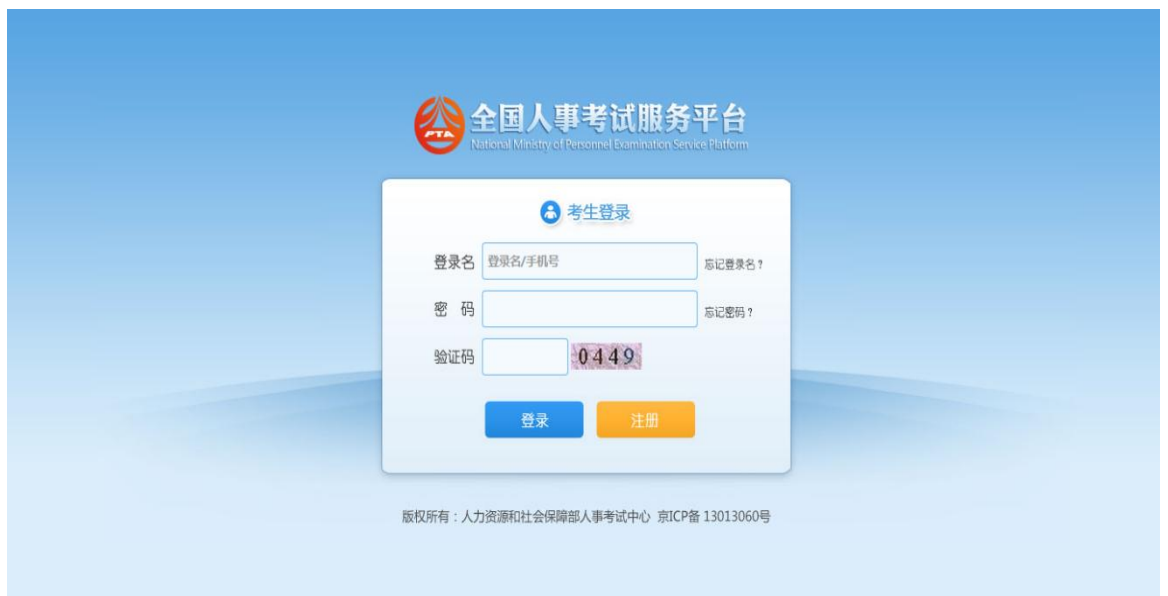 PTA
全国人事考试服务平台
National Ministry of Personnel Examination Service Platform
考生登录
登录名 登录名/手机号 忘记登录名？
密 码 忘记密码？
验证码 0449
登录 注册
版权所有：人力资源和社会保障部人事考试中心 京ICP备 13013060号